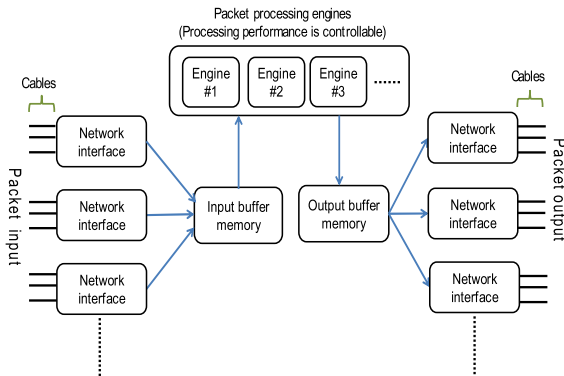 Packet processing engines
(Processing performance is controllable)
Engine
#1
Engine
#2
Engine
#3
......
Cables
Cables
Packet input
Network
interface
Network
interface
Network
interface
Input buffer
memory
Output buffer
memory
Network
interface
Network
interface
Network
interface
Packet output